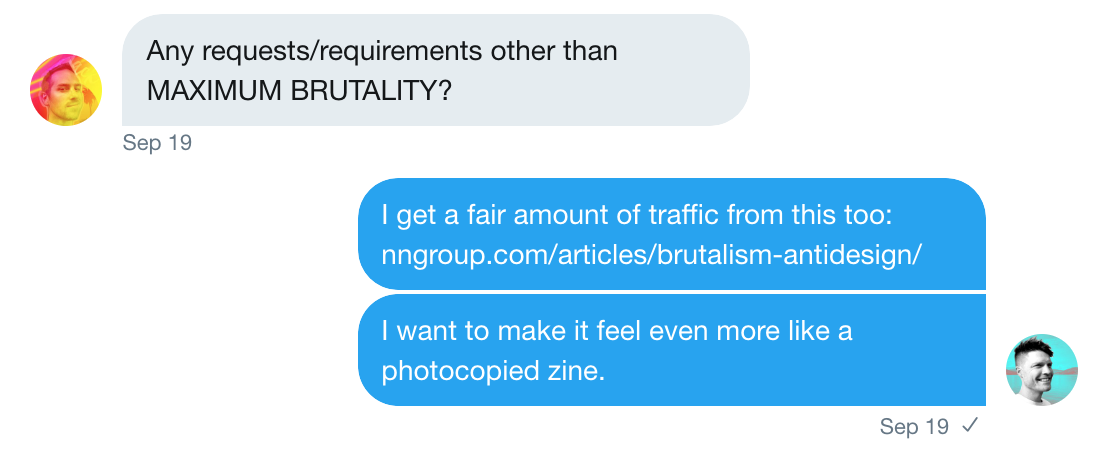 Any requests/requirements other than
MAXIMUM BRUTALITY?
Sep 19
I get a fair amount of traffic from this too:
nngroup.com/articles/brutalism-antidesign/
I want to make it feel even more like a
photocopied zine.
Sep 19 ✓